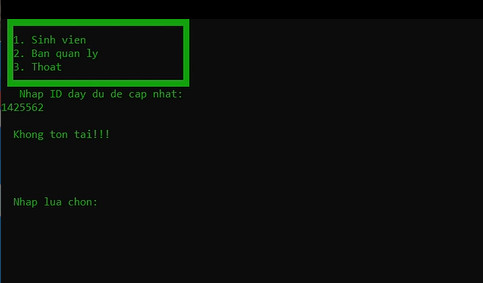 1. Sinh vien
2. Ban quan ly
3. Thoat
Nhap ID day du de cap nhat:
1425562
Khong ton tai!!!
Nhap lua chon: